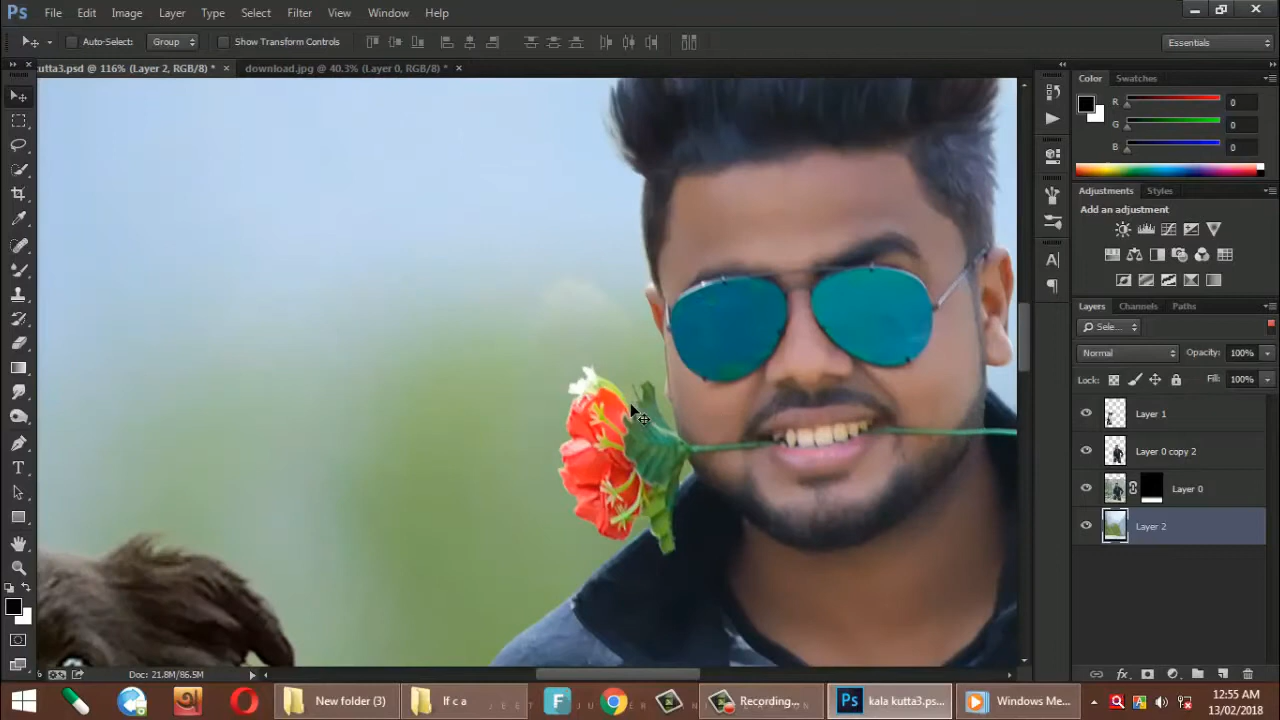 Ps File Edit Image Layer Type Select Filter 3D View Window Help
Auto-Select: Group Show Transform Controls Essentials
kutta3.psd @ 116% (Layer 2, RGB/8) * × download.jpg @ 40.3% (Layer 0, RGB/8) * ×
Color Swatches
R 0
G 0
B 0
Adjustments Styles
Add an adjustment
Layers Channels Paths
Sele...
Normal Opacity: 100%
Lock: Fill: 100%
Layer 1
Layer 0 copy 2
Layer 0
Layer 2
Doc: 21.8M/86.5M
New folder (3) If c a Recording... Ps kala kutta3.ps... Windows Me...
12:55 AM
13/02/2018